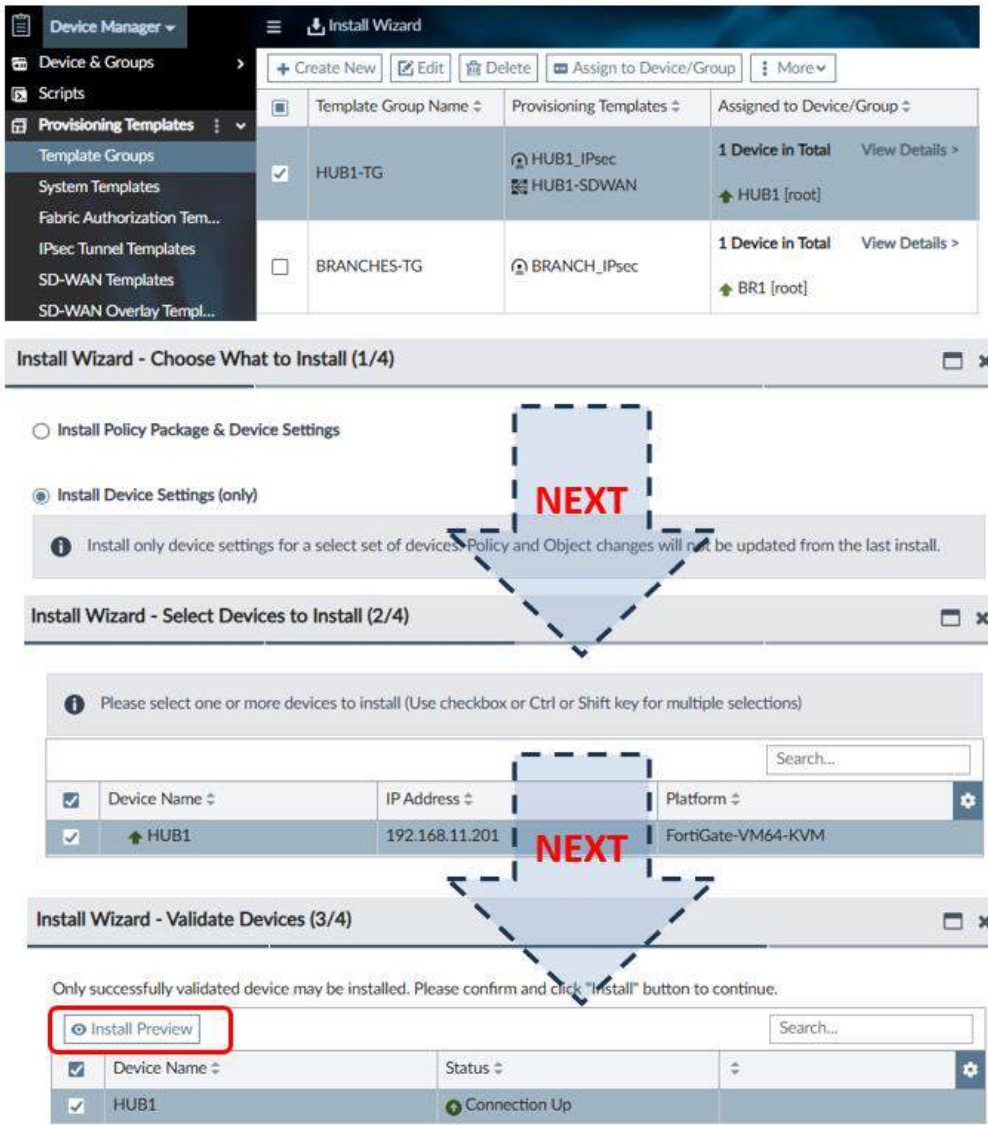 Device Manager
Install Wizard
Device & Groups
Create New Edit Delete Assign to Device/Group More
Scripts
Template Group Name Provisioning Templates Assigned to Device/Group
Provisioning Templates
Template Groups
System Templates
Fabric Authorization Tem...
IPsec Tunnel Templates
SD-WAN Templates
SD-WAN Overlay Templ...
HUB1-TG
HUB1_IPsec
HUB1-SDWAN
1 Device in Total View Details >
HUB1 [root]
BRANCHES-TG
BRANCH_IPsec
1 Device in Total View Details >
BR1 [root]
Install Wizard - Choose What to Install (1/4)
Install Policy Package & Device Settings
Install Device Settings (only)
NEXT
Install only device settings for a select set of devices. Policy and Object changes will not be updated from the last install.
Install Wizard - Select Devices to Install (2/4)
Please select one or more devices to install (Use checkbox or Ctrl or Shift key for multiple selections)
Search...
Device Name IP Address Platform
HUB1 192.168.11.201 FortiGate-VM64-KVM
NEXT
Install Wizard - Validate Devices (3/4)
Only successfully validated device may be installed. Please confirm and click "Install" button to continue.
Install Preview Search...
Device Name Status
HUB1 Connection Up